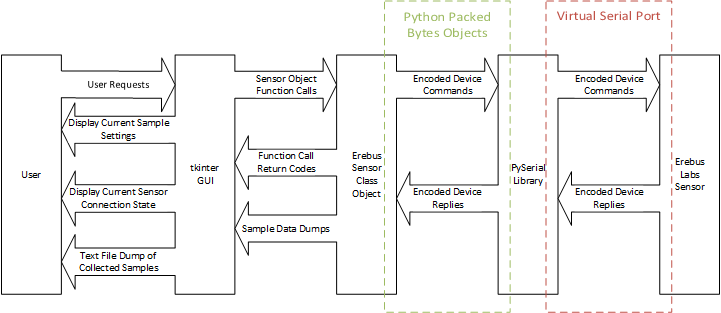 Python Packed
Bytes Objects
Virtual Serial Port
User Requests
Sensor Object
Function Calls
Encoded Device
Commands
Encoded Device
Commands
Display Current Sample
Settings
User
tkinter
GUI
Function Call
Return Codes
Erebus
Sensor
Class
Object
PySerial
Library
Erebus
Labs
Sensor
Display Current Sensor
Connection State
Encoded Device
Replies
Encoded Device
Replies
Sample Data Dumps
Text File Dump of
Collected Samples